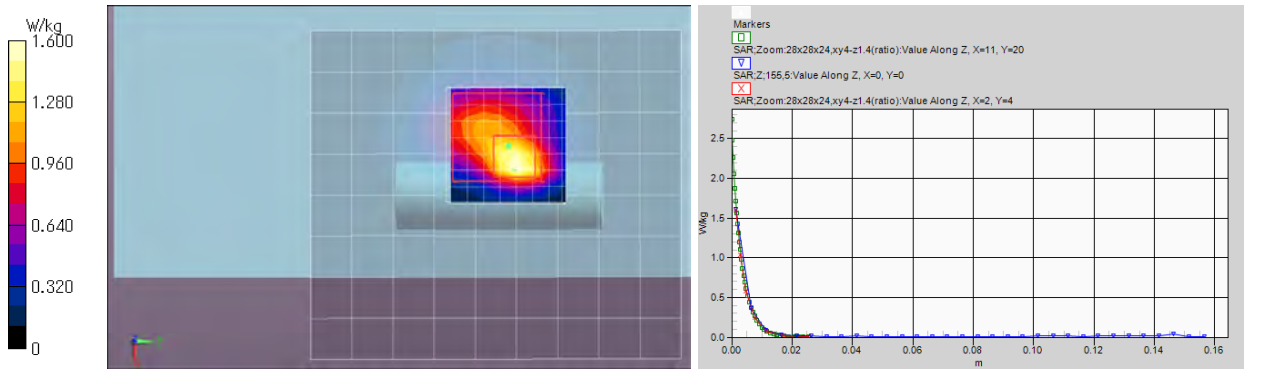 W/kg
1.600
1.280
0.960
0.640
0.320
0
Markers
SAR;Zoom:28x28x24,xy4-z1.4(ratio):Value Along Z, X=11, Y=20
SAR;Z;155,5:Value Along Z, X=0, Y=0
SAR;Zoom:28x28x24,xy4-z1.4(ratio):Value Along Z, X=2, Y=4
2.5
2.0
1.5
1.0
0.5
0.0
W/kg
0.00 0.02 0.04 0.06 0.08 0.10 0.12 0.14 0.16
m